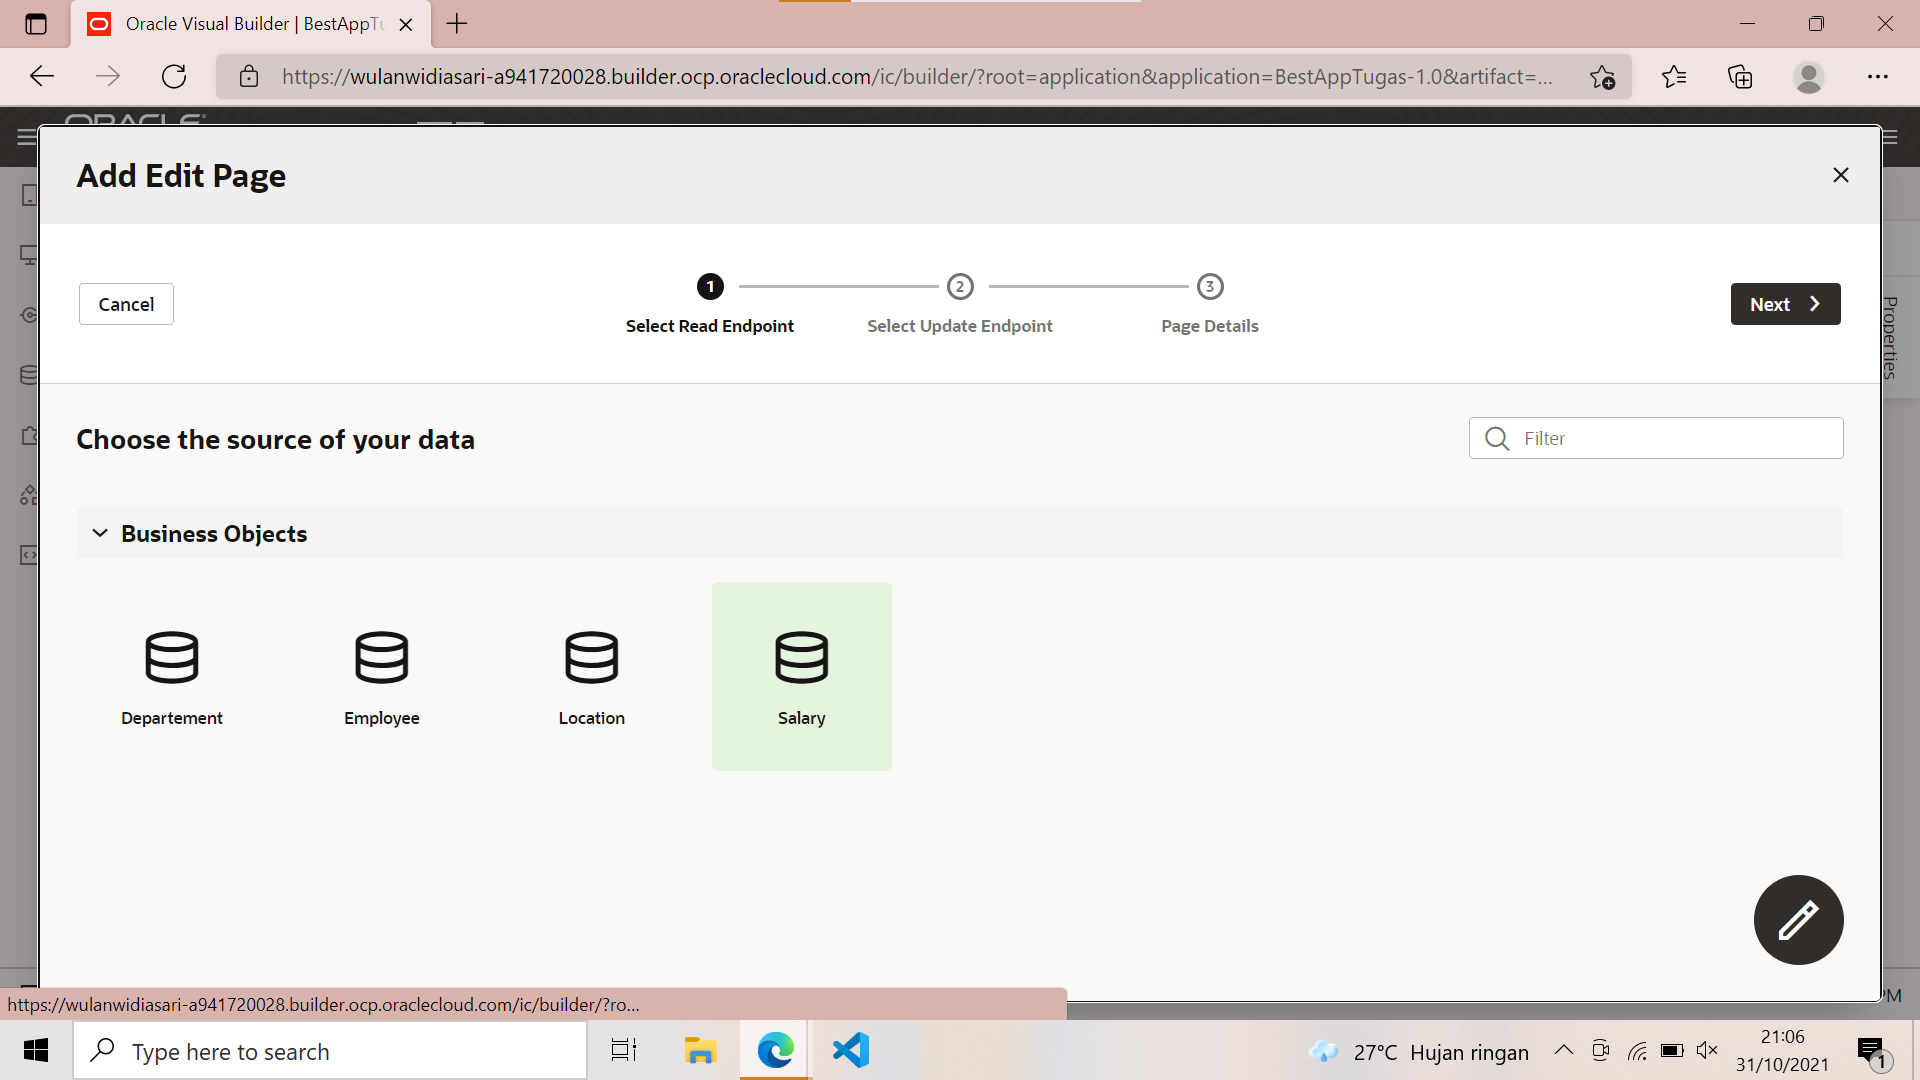 Oracle Visual Builder | BestAppTu
https://wulanwidiasari-a941720028.builder.ocp.oraclecloud.com/ic/builder/?root=application&application=BestAppTugas-1.0&artifact=...
ORACLE
Add Edit Page
Cancel
1 2 3
Select Read Endpoint Select Update Endpoint Page Details
Next
Properties
Choose the source of your data
Filter
Business Objects
Departement Employee Location Salary
PM
https://wulanwidiasari-a941720028.builder.ocp.oraclecloud.com/ic/builder/?ro...
Type here to search
27°C Hujan ringan
21:06
31/10/2021
1